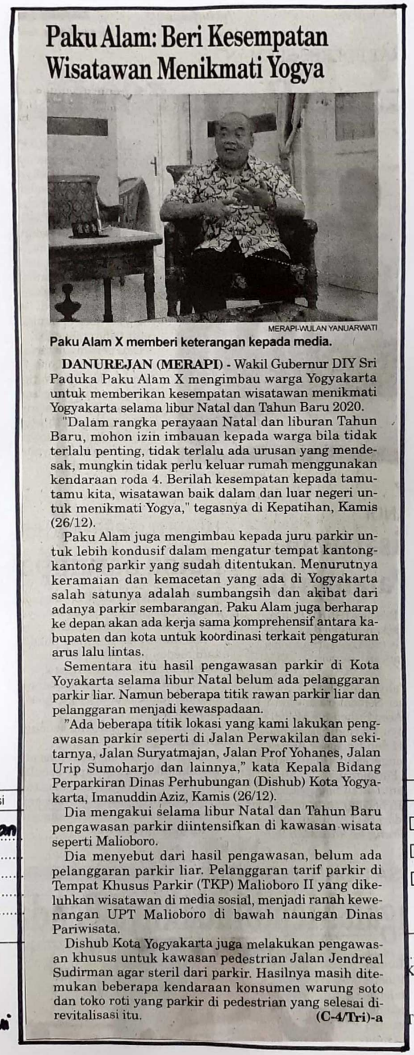 Paku Alam: Beri Kesempatan
Wisatawan Menikmati Yogya
MERAPI-WULAN YANUARWATI
Paku Alam X memberi keterangan kepada media.
DANUREJAN (MERAPI) - Wakil Gubernur DIY Sri
Paduka Paku Alam X mengimbau warga Yogyakarta
untuk memberikan kesempatan wisatawan menikmati
Yogyakarta selama libur Natal dan Tahun Baru 2020.
"Dalam rangka perayaan Natal dan liburan Tahun
Baru, mohon izin imbauan kepada warga bila tidak
terlalu penting, tidak terlalu ada urusan yang mende-
sak, mungkin tidak perlu keluar rumah menggunakan
kendaraan roda 4. Berilah kesempatan kepada tamu-
tamu kita, wisatawan baik dalam dan luar negeri un-
tuk menikmati Yogya," tegasnya di Kepatihan, Kamis
(26/12).
Paku Alam juga mengimbau kepada juru parkir un-
tuk lebih kondusif dalam mengatur tempat kantong-
kantong parkir yang sudah ditentukan. Menurutnya
keramaian dan kemacetan yang ada di Yogyakarta
salah satunya adalah sumbangsih dan akibat dari
adanya parkir sembarangan. Paku Alam juga berharap
ke depan akan ada kerja sama komprehensif antara ka-
bupaten dan kota untuk koordinasi terkait pengaturan
arus lalu lintas.
Sementara itu hasil pengawasan parkir di Kota
Yoyakarta selama libur Natal belum ada pelanggaran
parkir liar. Namun beberapa titik rawan parkir liar dan
pelanggaran menjadi kewaspadaan.
"Ada beberapa titik lokasi yang kami lakukan peng-
awasan parkir seperti di Jalan Perwakilan dan seki-
tarnya, Jalan Suryatmajan, Jalan Prof Yohanes, Jalan
Urip Sumoharjo dan lainnya," kata Kepala Bidang
Perparkiran Dinas Perhubungan (Dishub) Kota Yogya-
karta, Imanuddin Aziz, Kamis (26/12).
Dia mengakui selama libur Natal dan Tahun Baru
pengawasan parkir diintensifkan di kawasan wisata
seperti Malioboro.
Dia menyebut dari hasil pengawasan, belum ada
pelanggaran parkir liar. Pelanggaran tarif parkir di
Tempat Khusus Parkir (TKP) Malioboro II yang dike-
luhkan wisatawan di media sosial, menjadi ranah kewe-
nangan UPT Malioboro di bawah naungan Dinas
Pariwisata.
Dishub Kota Yogyakarta juga melakukan pengawas-
an khusus untuk kawasan pedestrian Jalan Jendreal
Sudirman agar steril dari parkir. Hasilnya masih dite-
mukan beberapa kendaraan konsumen warung soto
dan toko roti yang parkir di pedestrian yang selesai di-
revitalisasi itu. (C-4/Tri)-a